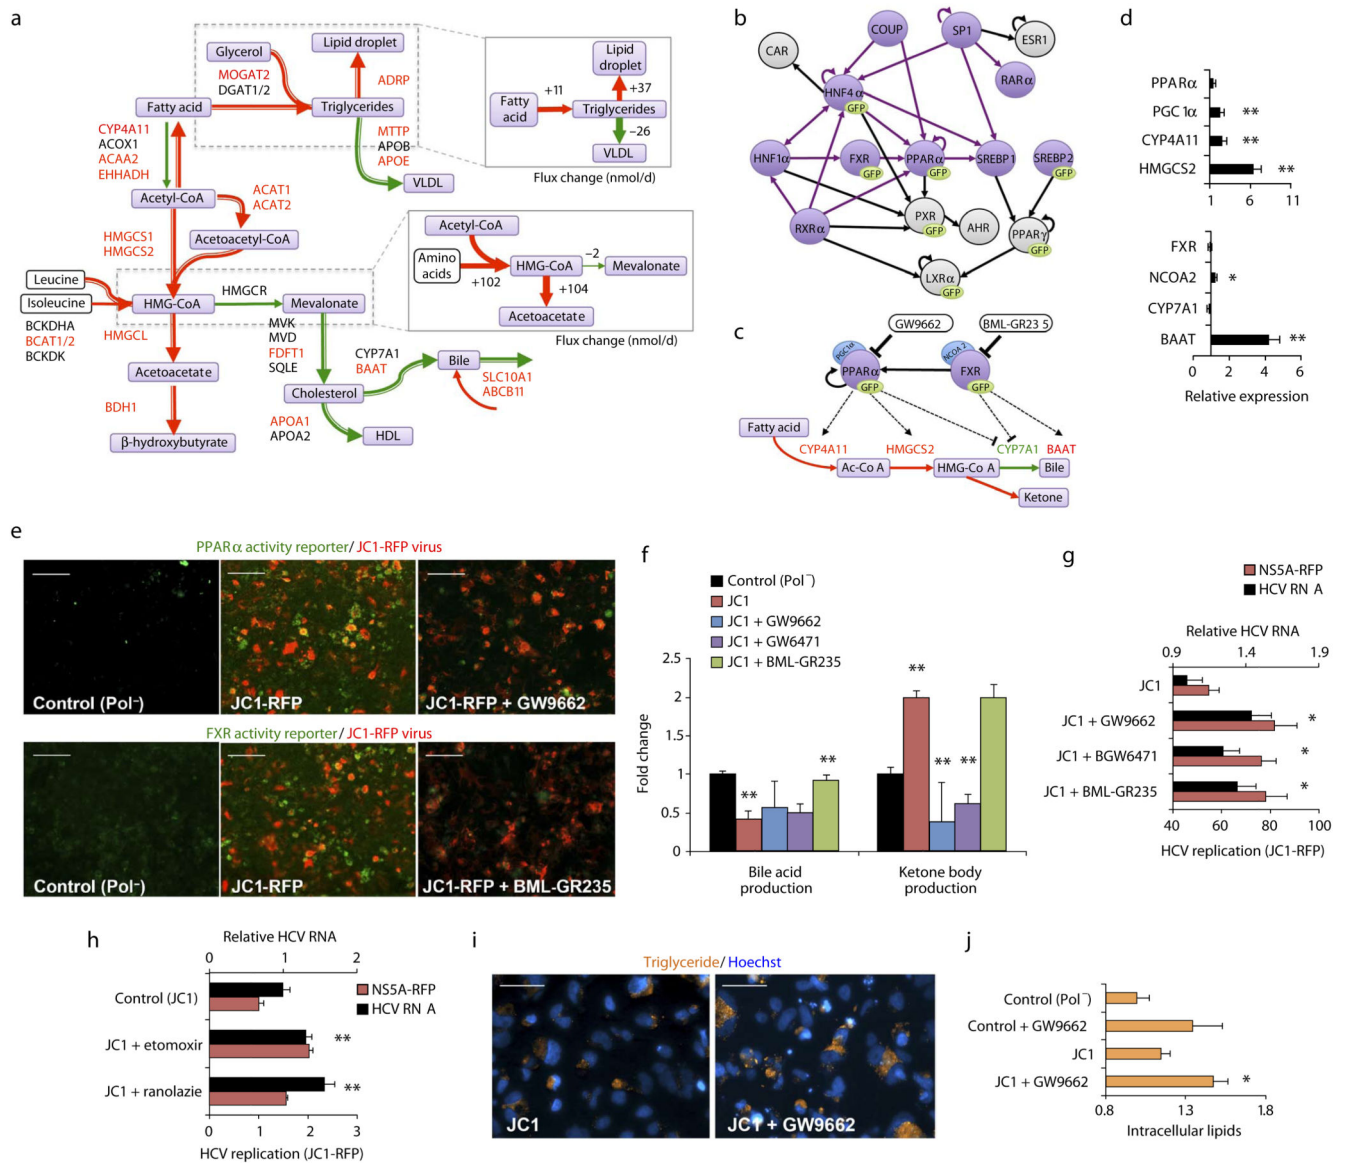 a
Glycerol
Lipid droplet
MOGAT2
DGAT1/2
ADRP
Fatty acid
Triglycerides
CYP4A11
ACOX1
ACAA2
EHHADH
MTTP
APOB
APOE
VLDL
Acetyl-CoA
ACAT1
ACAT2
HMGCS1
HMGCS2
Acetoacetyl-CoA
Leucine
Isoleucine
HMG-CoA
HMGCR
Mevalonate
BCKDHA
BCAT1/2
BCKDK
HMGCL
MVK
MVD
FDFT1
SQLE
CYP7A1
BAAT
Bile
SLC10A1
ABCB11
Acetoacetate
Cholesterol
BDH1
APOA1
APOA2
HDL
β-hydroxybutyrate
Lipid
droplet
+11
+37
Fatty
acid
Triglycerides
−26
VLDL
Flux change (nmol/d)
Acetyl-CoA
Amino
acids
HMG-CoA
−2
Mevalonate
+102
+104
Acetoacetate
Flux change (nmol/d)
b
COUP
SP1
ESR1
CAR
RARα
HNF4α
GFP
HNF1α
FXR
PPARα
GFP
SREBP1
SREBP2
GFP
RXRα
PXR
GFP
AHR
PPARγ
GFP
LXRα
GFP
c
GW9662
BML-GR23 5
PGC1α
PPARα
GFP
NCOA 2
FXR
GFP
Fatty acid
CYP4A11
HMGCS2
CYP7A1
BAAT
Ac-Co A
HMG-Co A
Bile
Ketone
d
PPARα
PGC1α **
CYP4A11 **
HMGCS2 **
1 6 11
FXR
NCOA2 *
CYP7A1
BAAT **
0 2 4 6
Relative expression
e
PPARα activity reporter/ JC1-RFP virus
Control (Pol⁻)
JC1-RFP
JC1-RFP + GW9662
FXR activity reporter/ JC1-RFP virus
Control (Pol⁻)
JC1-RFP
JC1-RFP + BML-GR235
f
Control (Pol⁻)
JC1
JC1 + GW9662
JC1 + GW6471
JC1 + BML-GR235
Fold change
2.5
2
1.5
1
0.5
0
**
**
**
**
**
Bile acid
production
Ketone body
production
g
NS5A-RFP
HCV RN A
Relative HCV RNA
0.9 1.4 1.9
JC1
JC1 + GW9662 *
JC1 + BGW6471 *
JC1 + BML-GR235 *
40 60 80 100
HCV replication (JC1-RFP)
h
Relative HCV RNA
0 1 2
NS5A-RFP
HCV RN A
Control (JC1)
JC1 + etomoxir **
JC1 + ranolazie **
0 1 2 3
HCV replication (JC1-RFP)
i
Triglyceride/ Hoechst
JC1
JC1 + GW9662
j
Control (Pol⁻)
Control + GW9662
JC1
JC1 + GW9662 *
0.8 1.3 1.8
Intracellular lipids